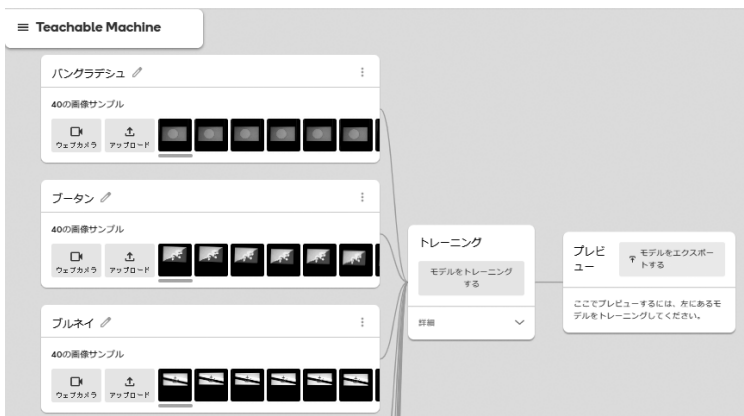 Teachable Machine
バングラデシュ
40の画像サンプル
ウェブカメラ
アップロード
ブータン
40の画像サンプル
ウェブカメラ
アップロード
ブルネイ
40の画像サンプル
ウェブカメラ
アップロード
トレーニング
モデルをトレーニング
する
詳細
プレビ
ュー
モデルをエクスポー
トする
ここでプレビューするには、左にあるモ
デルをトレーニングしてください。